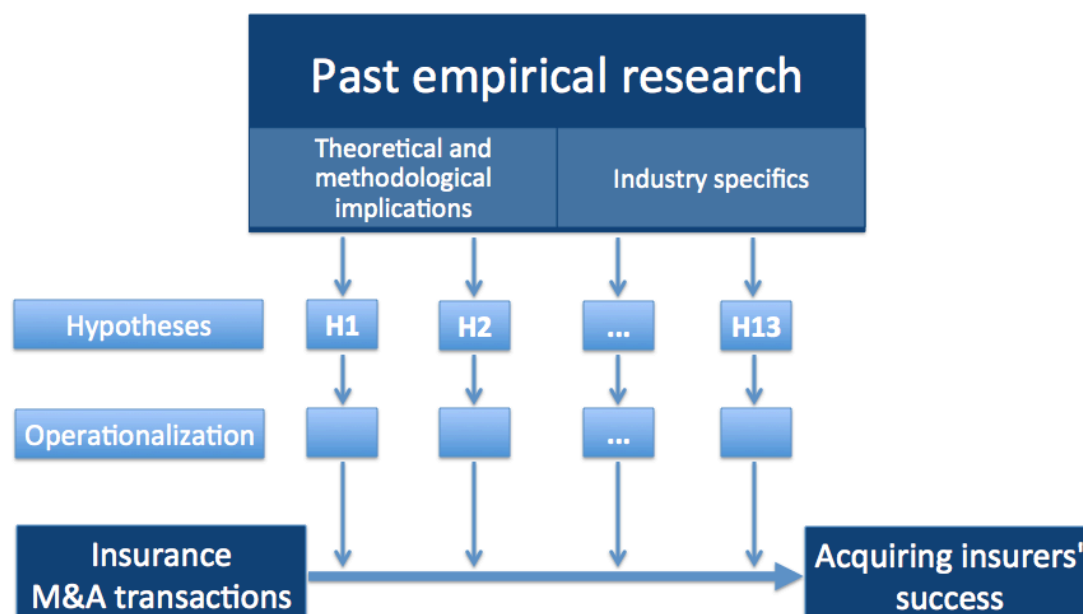 Past empirical research
Theoretical and
methodological
implications
Industry specifics
Hypotheses
H1
H2
...
H13
Operationalization
...
Insurance
M&A transactions
Acquiring insurers'
success